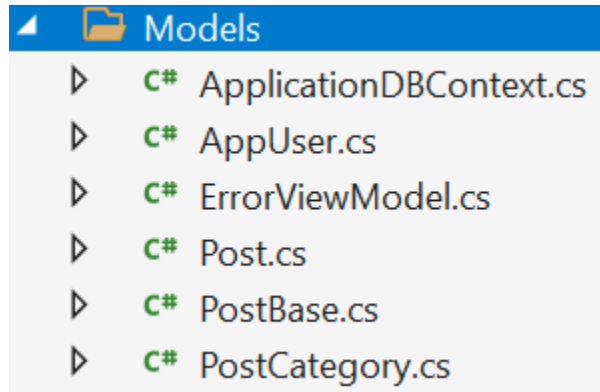 Models
C# ApplicationDBContext.cs
C# AppUser.cs
C# ErrorViewModel.cs
C# Post.cs
C# PostBase.cs
C# PostCategory.cs